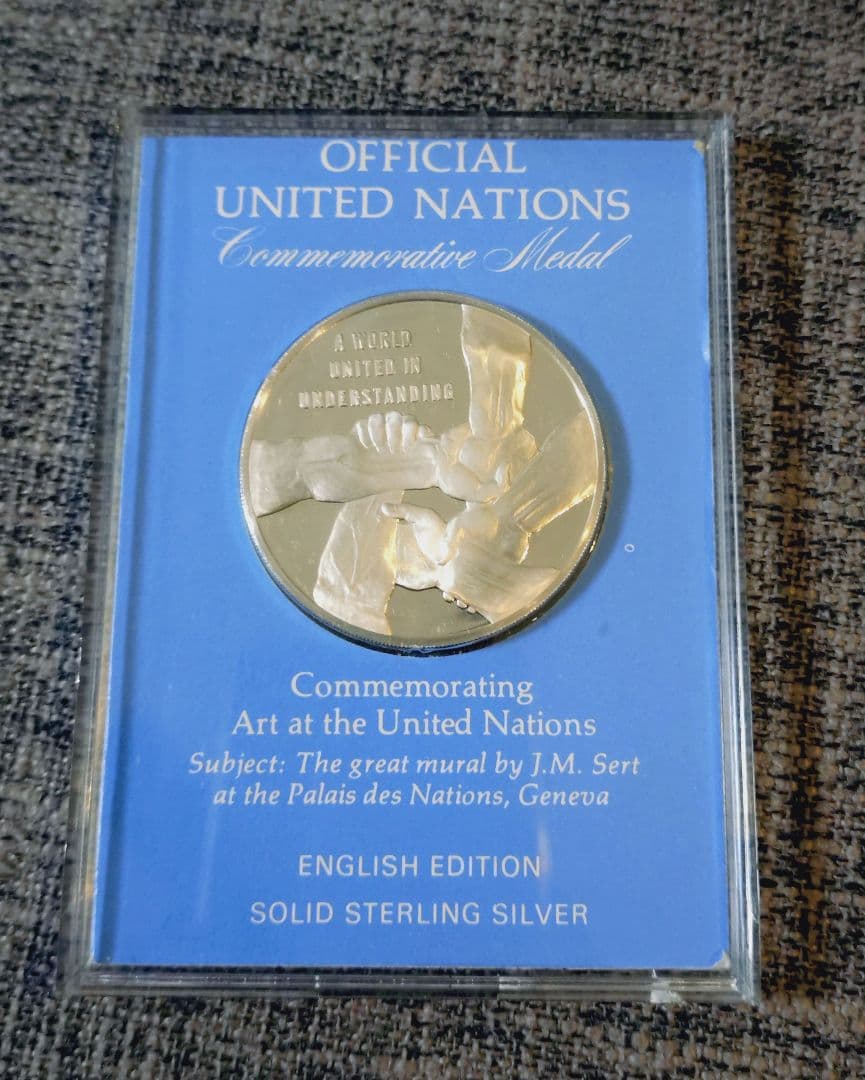 OFFICIAL
UNITED NATIONS
Commemorative Medal
A WORLD
UNITED IN
UNDERSTANDING
Commemorating
Art at the United Nations
Subject: The great mural by J.M. Sert
at the Palais des Nations, Geneva
ENGLISH EDITION
SOLID STERLING SILVER